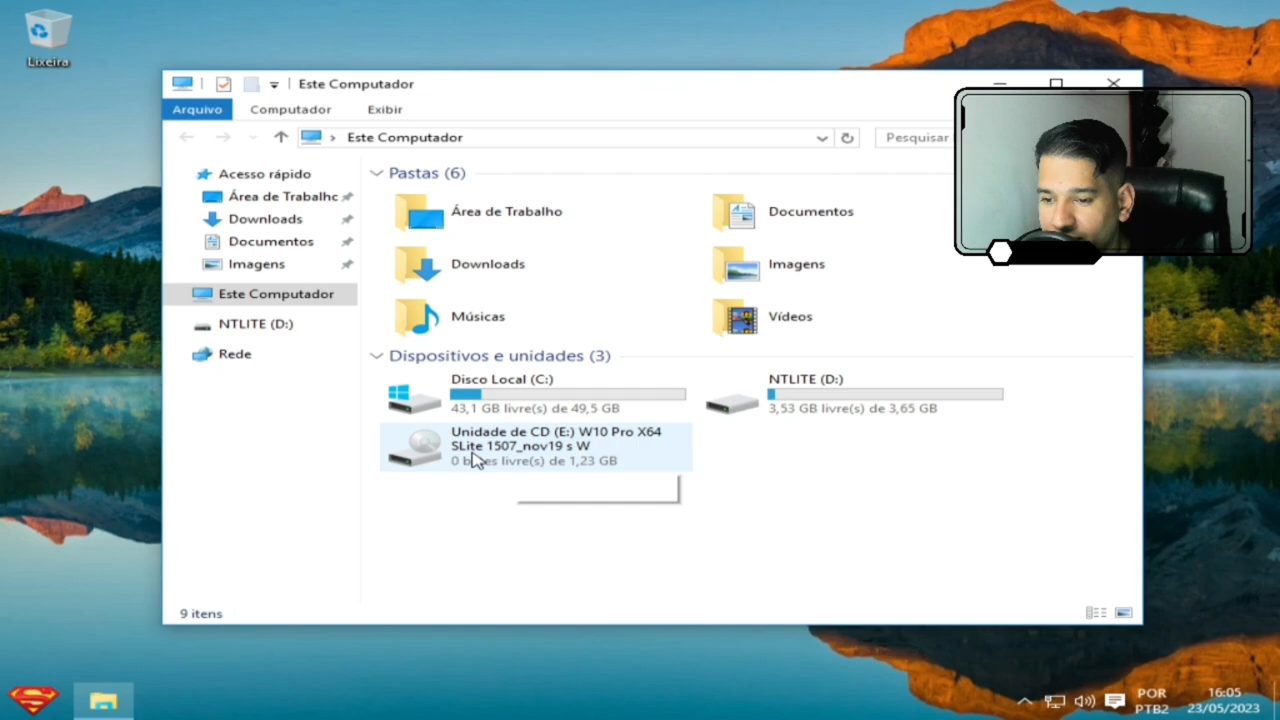 Lixeira
Este Computador
Arquivo
Computador
Exibir
Este Computador
Pesquisar
Acesso rápido
Área de Trabalho
Downloads
Documentos
Imagens
Este Computador
NTLITE (D:)
Rede
Pastas (6)
Área de Trabalho
Documentos
Downloads
Imagens
Músicas
Vídeos
Dispositivos e unidades (3)
Disco Local (C:)
43,1 GB livre(s) de 49,5 GB
NTLITE (D:)
3,53 GB livre(s) de 3,65 GB
Unidade de CD (E:) W10 Pro X64
SLite 1507_nov19 s W
0 bytes livre(s) de 1,23 GB
9 itens
POR
PTB2
16:05
23/05/2023